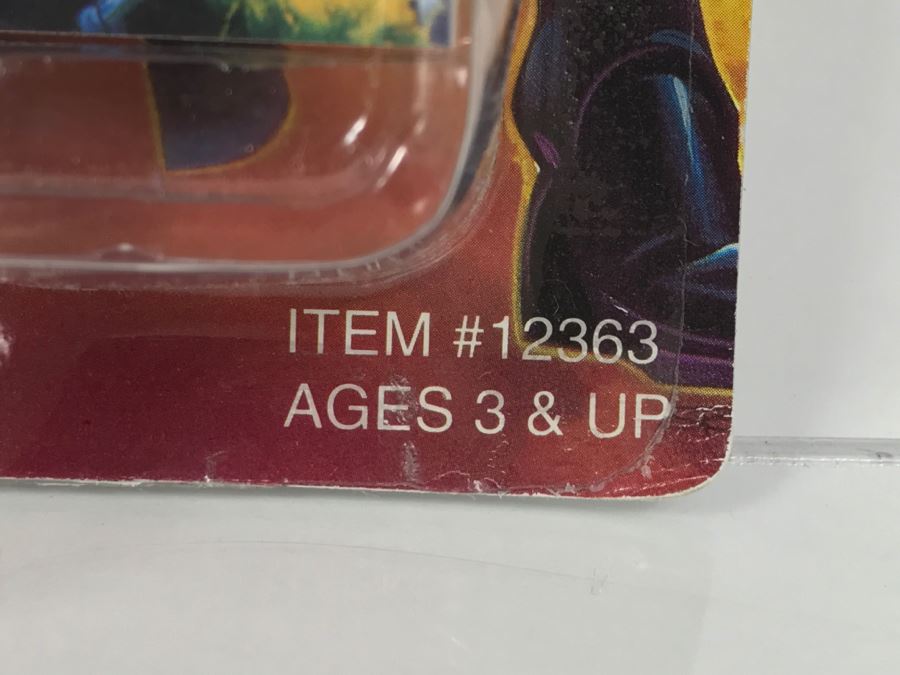 ITEM #12363
AGES 3 & UP